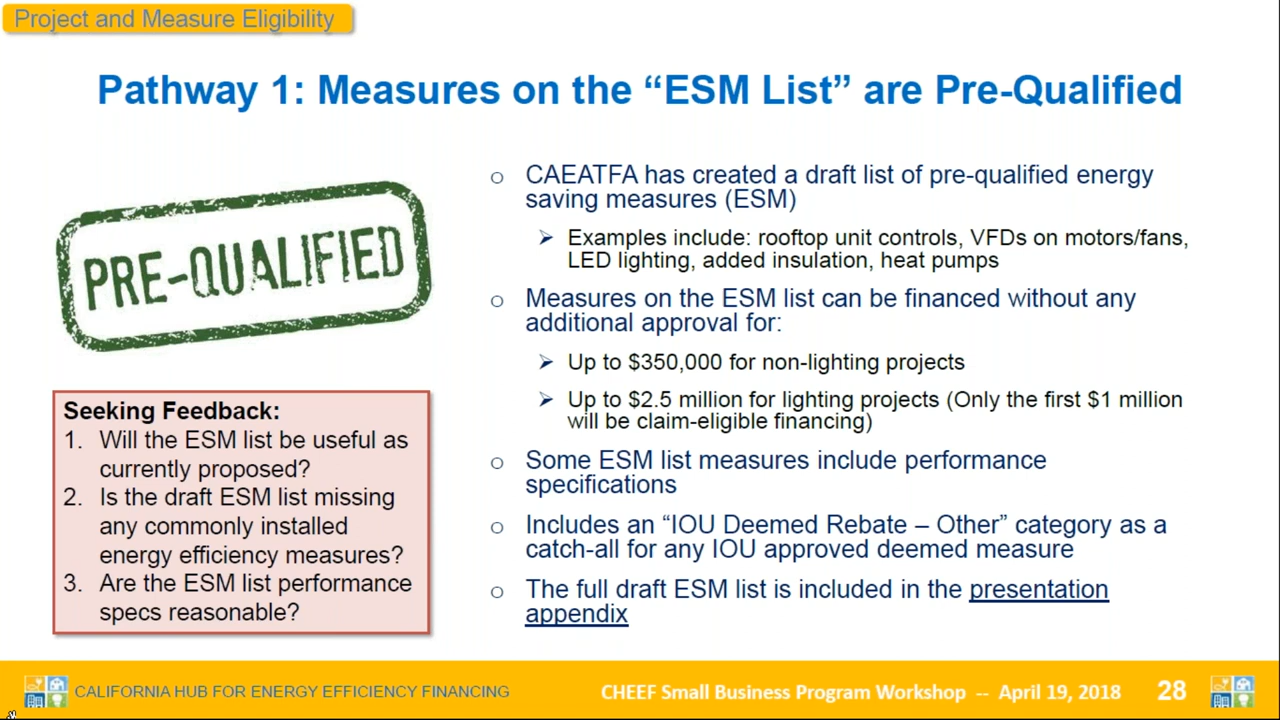 Project and Measure Eligibility
Pathway 1: Measures on the “ESM List” are Pre-Qualified
PRE-QUALIFIED
Seeking Feedback:
1. Will the ESM list be useful as
currently proposed?
2. Is the draft ESM list missing
any commonly installed
energy efficiency measures?
3. Are the ESM list performance
specs reasonable?
o CAEATFA has created a draft list of pre-qualified energy
saving measures (ESM)
➢ Examples include: rooftop unit controls, VFDs on motors/fans,
LED lighting, added insulation, heat pumps
o Measures on the ESM list can be financed without any
additional approval for:
➢ Up to $350,000 for non-lighting projects
➢ Up to $2.5 million for lighting projects (Only the first $1 million
will be claim-eligible financing)
o Some ESM list measures include performance
specifications
o Includes an “IOU Deemed Rebate – Other” category as a
catch-all for any IOU approved deemed measure
o The full draft ESM list is included in the presentation
appendix
CALIFORNIA HUB FOR ENERGY EFFICIENCY FINANCING
CHEEF Small Business Program Workshop -- April 19, 2018 28